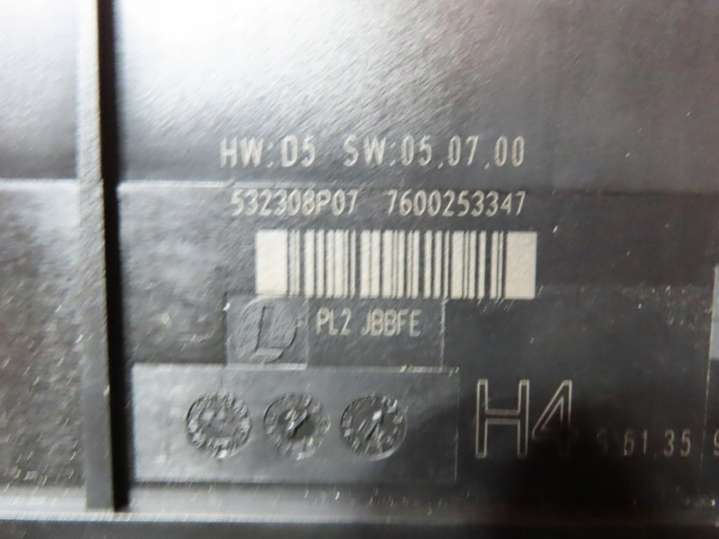 HW:D5 SW:05.07.00
532308P07 7600253347
L PL2 JBBFE
H4
61.35